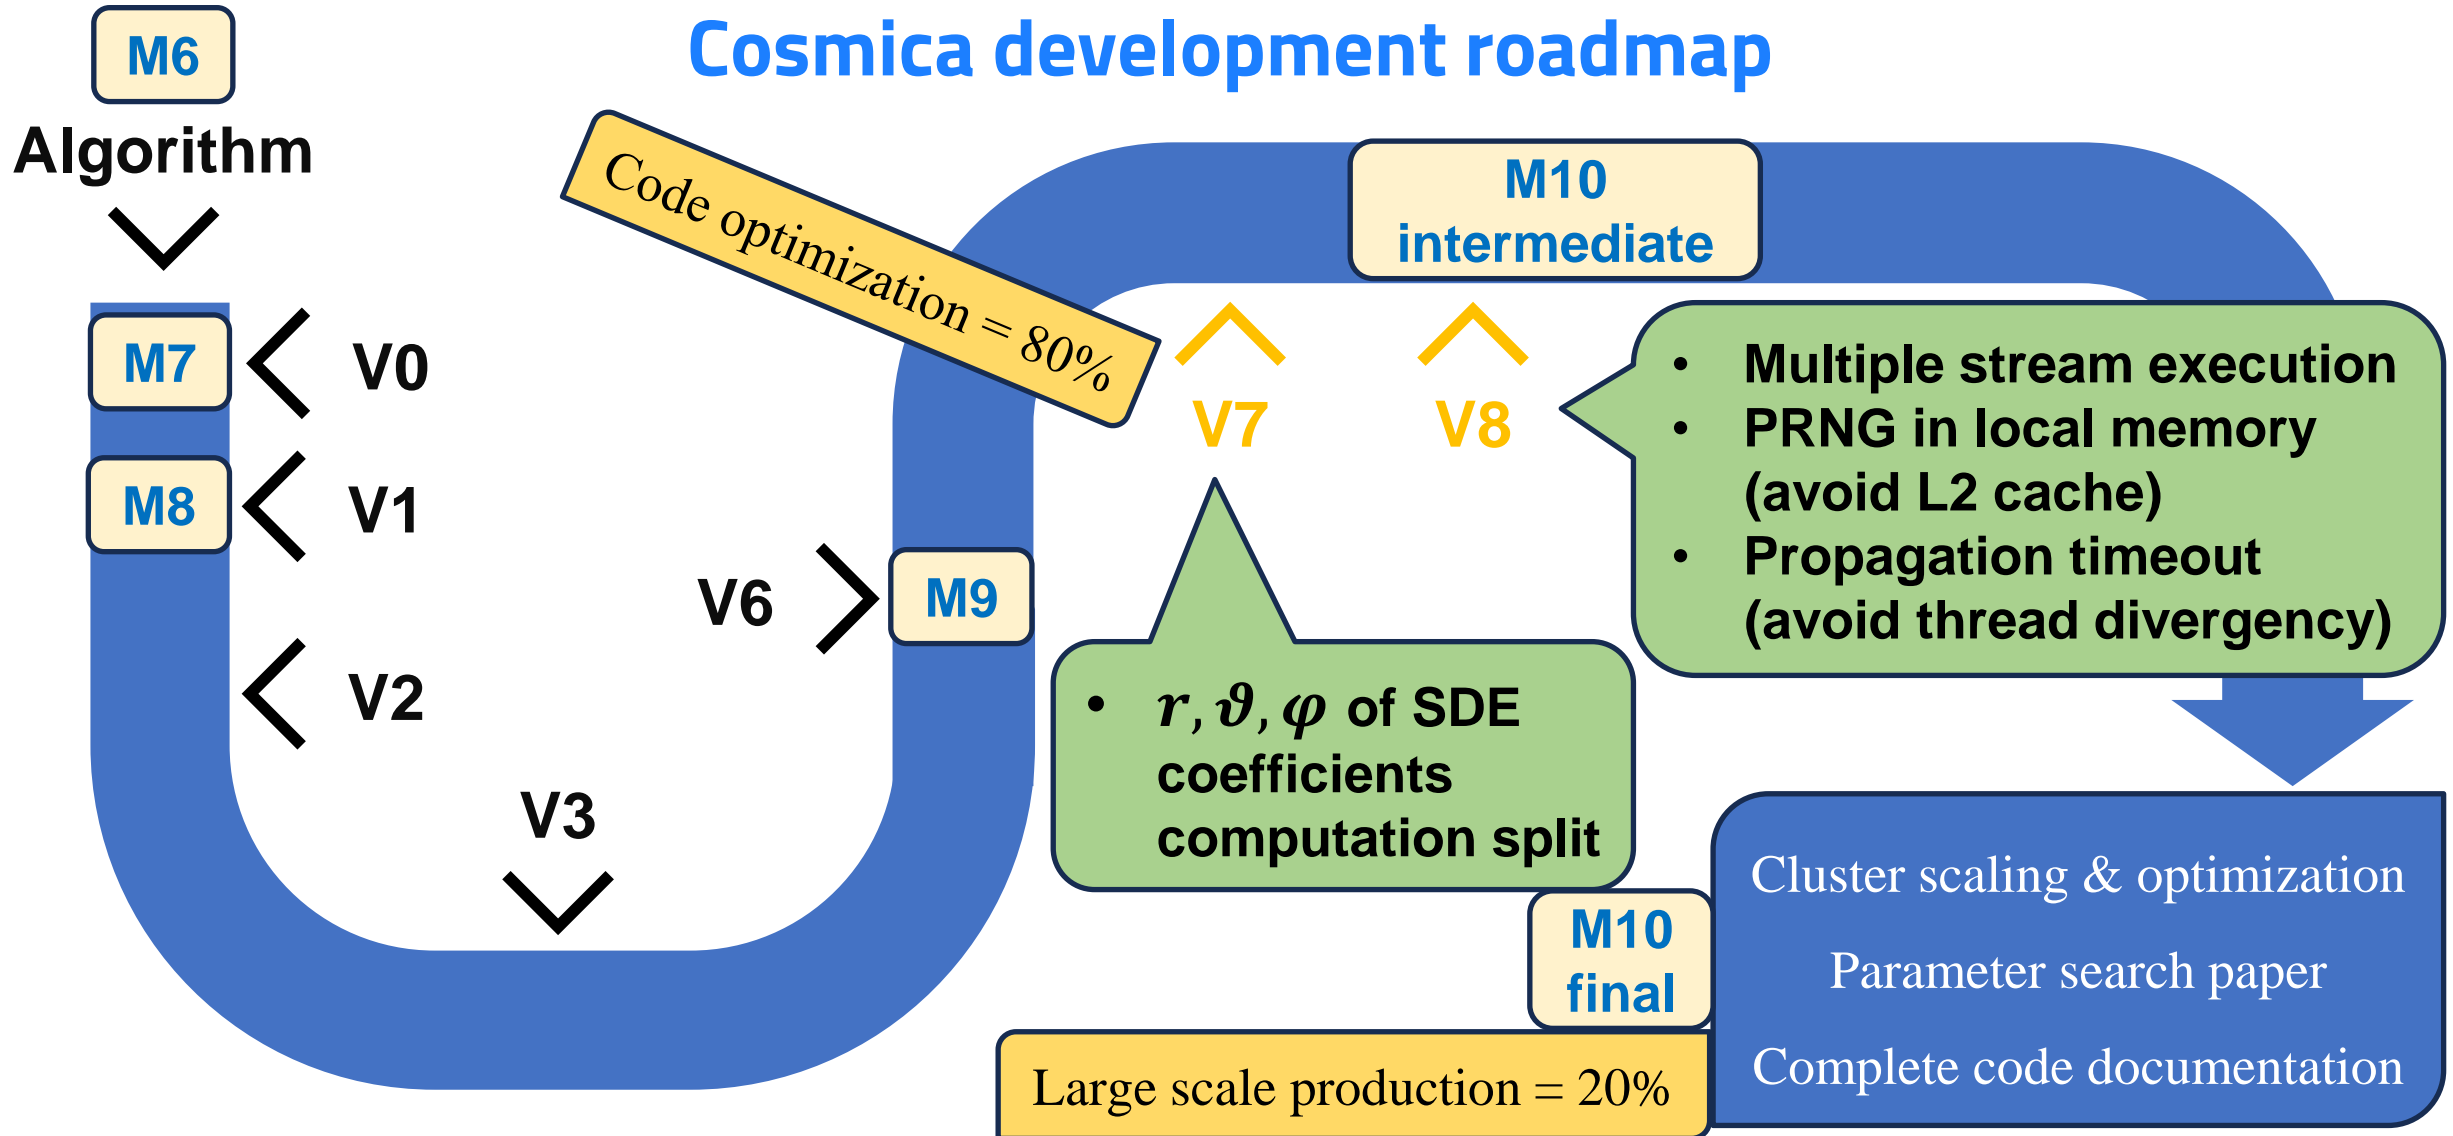 Cosmica development roadmap
M6
Algorithm
M7
V0
M8
V1
V2
V3
V6
M9
Code optimization = 80%
M10
intermediate
V7
V8
• r, ϑ, φ of SDE
coefficients
computation split
• Multiple stream execution
• PRNG in local memory
(avoid L2 cache)
• Propagation timeout
(avoid thread divergency)
M10
final
Cluster scaling & optimization
Parameter search paper
Complete code documentation
Large scale production = 20%